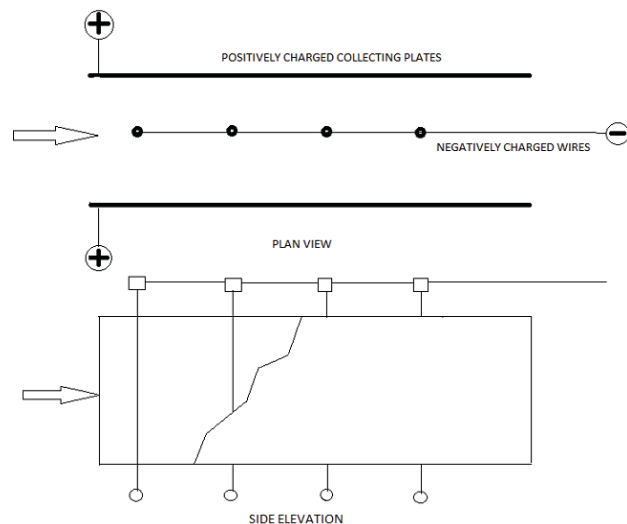 POSITIVELY CHARGED COLLECTING PLATES
NEGATIVELY CHARGED WIRES
PLAN VIEW
SIDE ELEVATION